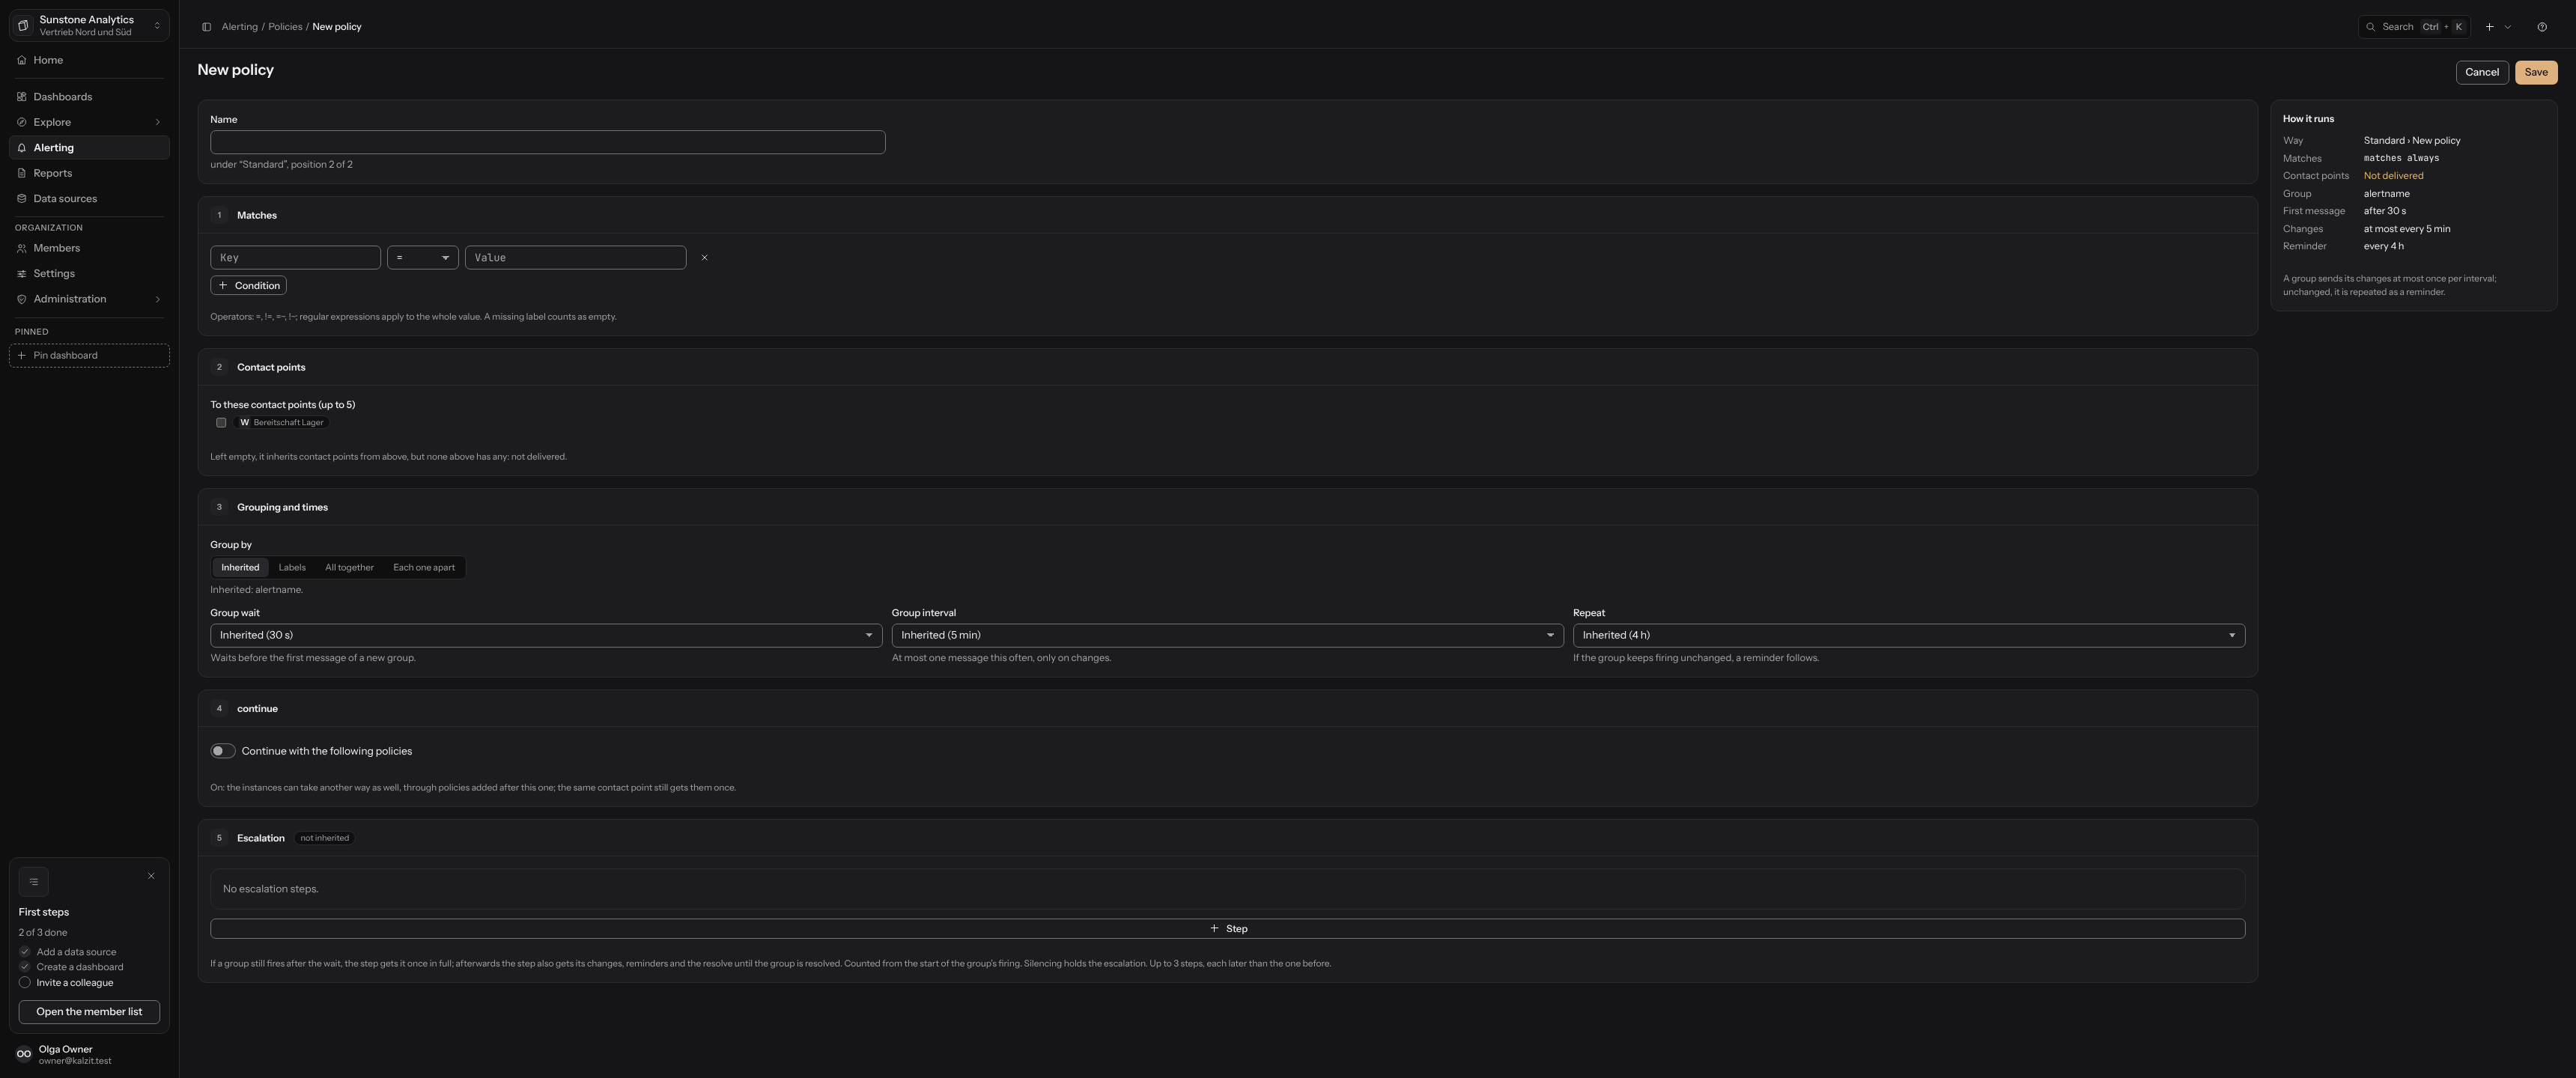 Sunstone Analytics
Vertrieb Nord und Süd
Home
Dashboards
Explore
Alerting
Reports
Data sources
ORGANIZATION
Members
Settings
Administration
PINNED
Pin dashboard
First steps
2 of 3 done
Add a data source
Create a dashboard
Invite a colleague
Open the member list
OO
Olga Owner
owner@kalzit.test
Alerting / Policies / New policy
Search Ctrl + K
New policy
Cancel
Save
Name
under “Standard”, position 2 of 2
1 Matches
Key
=
Value
Condition
Operators: =, !=, =~, !~; regular expressions apply to the whole value. A missing label counts as empty.
2 Contact points
To these contact points (up to 5)
W Bereitschaft Lager
Left empty, it inherits contact points from above, but none above has any: not delivered.
3 Grouping and times
Group by
Inherited Labels All together Each one apart
Inherited: alertname.
Group wait
Inherited (30 s)
Waits before the first message of a new group.
Group interval
Inherited (5 min)
At most one message this often, only on changes.
Repeat
Inherited (4 h)
If the group keeps firing unchanged, a reminder follows.
4 continue
Continue with the following policies
On: the instances can take another way as well, through policies added after this one; the same contact point still gets them once.
5 Escalation not inherited
No escalation steps.
Step
If a group still fires after the wait, the step gets it once in full; afterwards the step also gets its changes, reminders and the resolve until the group is resolved. Counted from the start of the group's firing. Silencing holds the escalation. Up to 3 steps, each later than the one before.
How it runs
Way Standard › New policy
Matches matches always
Contact points Not delivered
Group alertname
First message after 30 s
Changes at most every 5 min
Reminder every 4 h
A group sends its changes at most once per interval;
unchanged, it is repeated as a reminder.